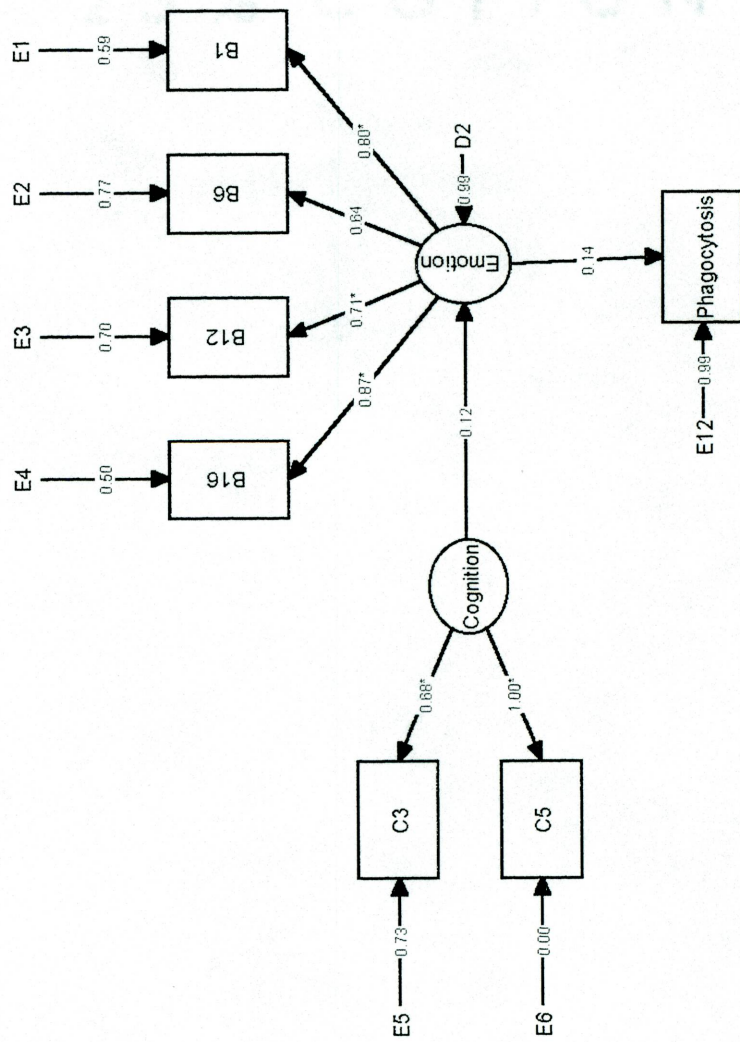 E4
E3
E2
E1
0.50
0.70
0.77
0.59
B16
B12
B6
B1
0.87*
0.71*
0.64
0.80*
Cognition
0.12
Emotion
0.99
D2
0.68*
1.00*
0.14
E5
0.73
C3
E6
0.00
C5
E12
0.99
Phagocytosis